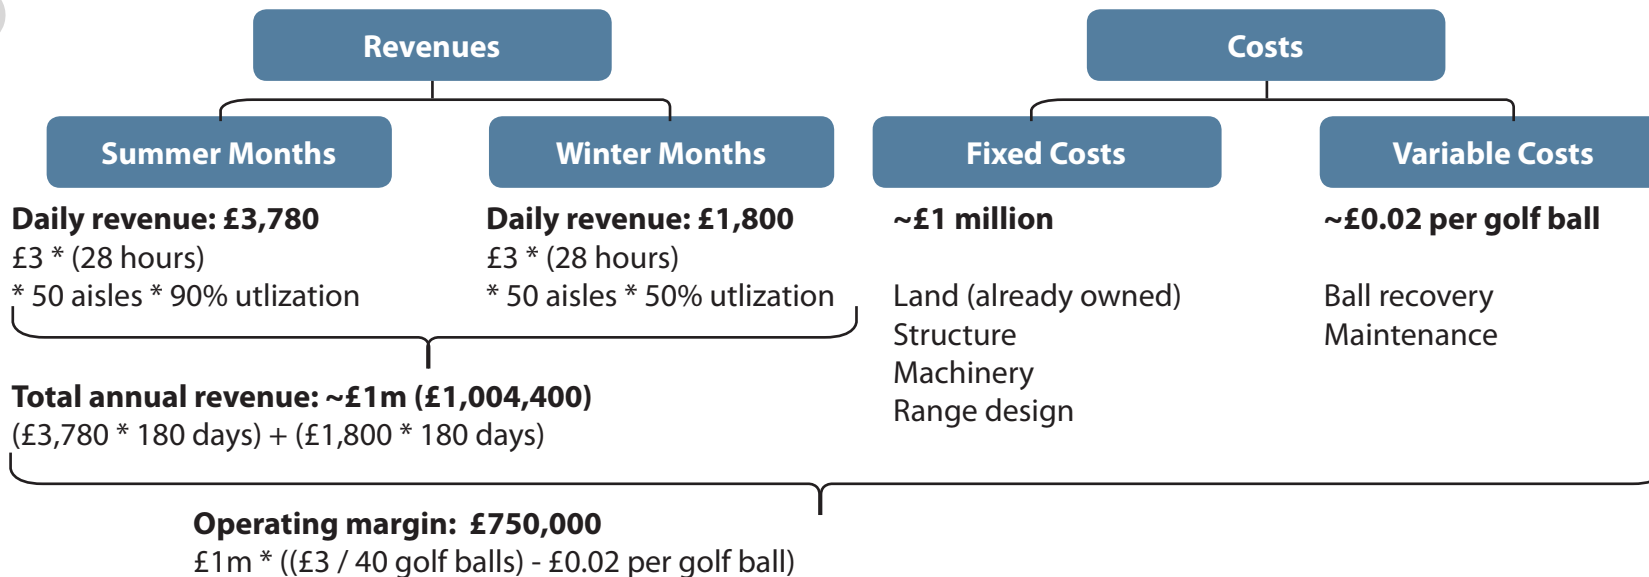 Revenues
Costs
Summer Months
Winter Months
Fixed Costs
Variable Costs
Daily revenue: £3,780
£3 * (28 hours)
* 50 aisles * 90% utlization
Daily revenue: £1,800
£3 * (28 hours)
* 50 aisles * 50% utlization
~£1 million
Land (already owned)
Structure
Machinery
Range design
~£0.02 per golf ball
Ball recovery
Maintenance
Total annual revenue: ~£1m (£1,004,400)
(£3,780 * 180 days) + (£1,800 * 180 days)
Operating margin: £750,000
£1m * ((£3 / 40 golf balls) - £0.02 per golf ball)